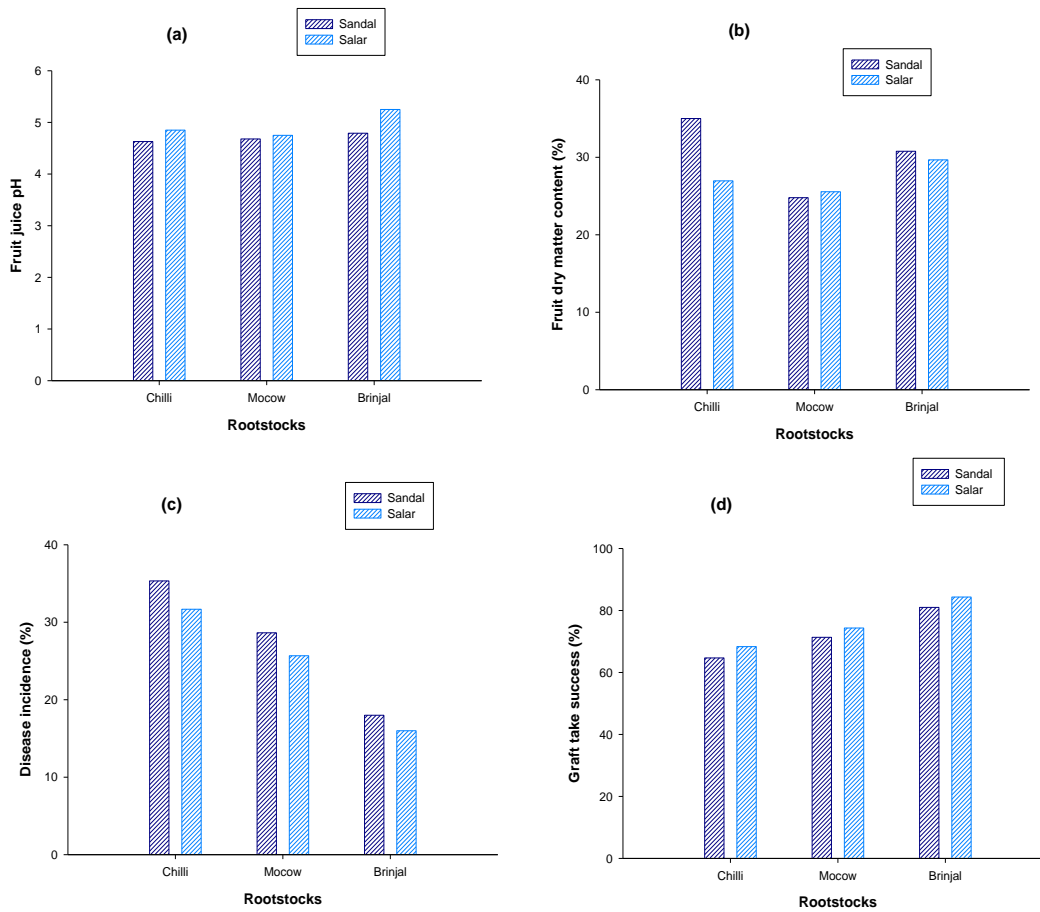 (a)
Sandal
Salar
Fruit juice pH
6
5
4
3
2
1
0
Chilli Mocow Brinjal
Rootstocks
(b)
Sandal
Salar
Fruit dry matter content (%)
40
30
20
10
0
Chilli Mocow Brinjal
Rootstocks
(c)
Sandal
Salar
Disease incidence (%)
40
30
20
10
0
Chilli Mocow Brinjal
Rootstocks
(d)
Sandal
Salar
Graft take success (%)
100
80
60
40
20
0
Chilli Mocow Brinjal
Rootstocks